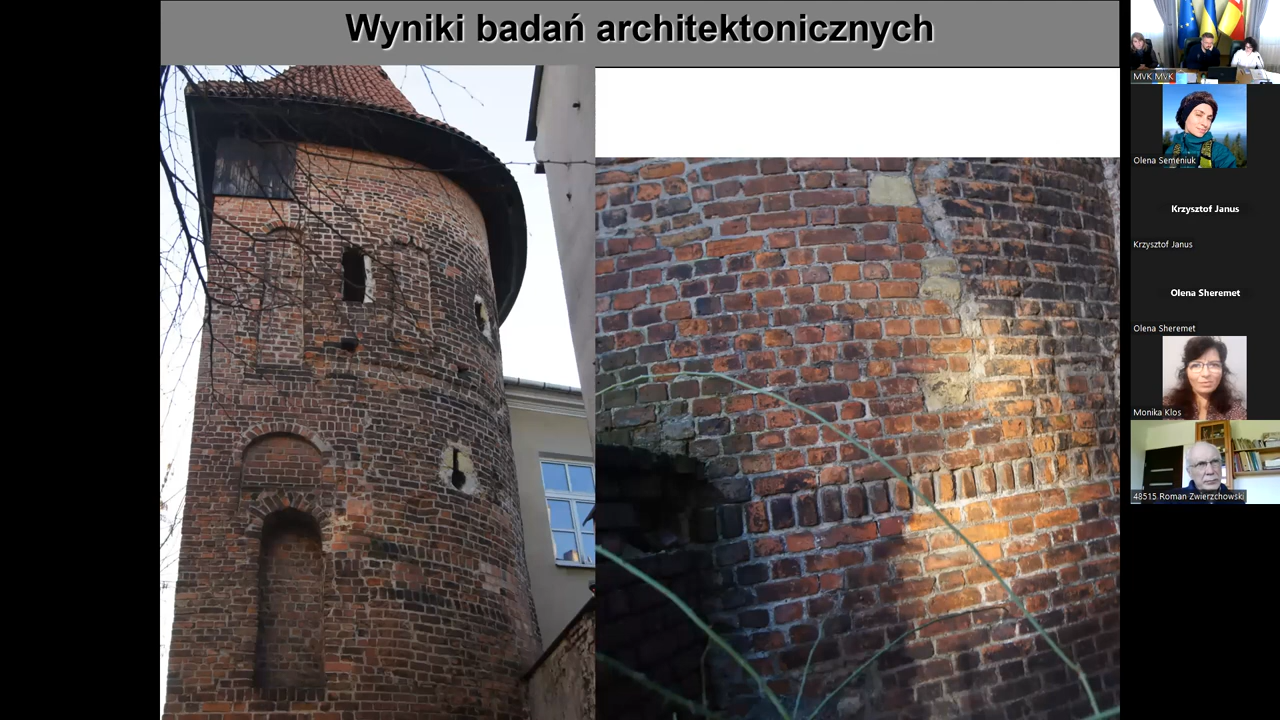 Wyniki badań architektonicznych
MVK MVK
Olena Semeniuk
Krzysztof Janus
Krzysztof Janus
Olena Sheremet
Olena Sheremet
Monika Klos
48515 Roman Zwierzchowski